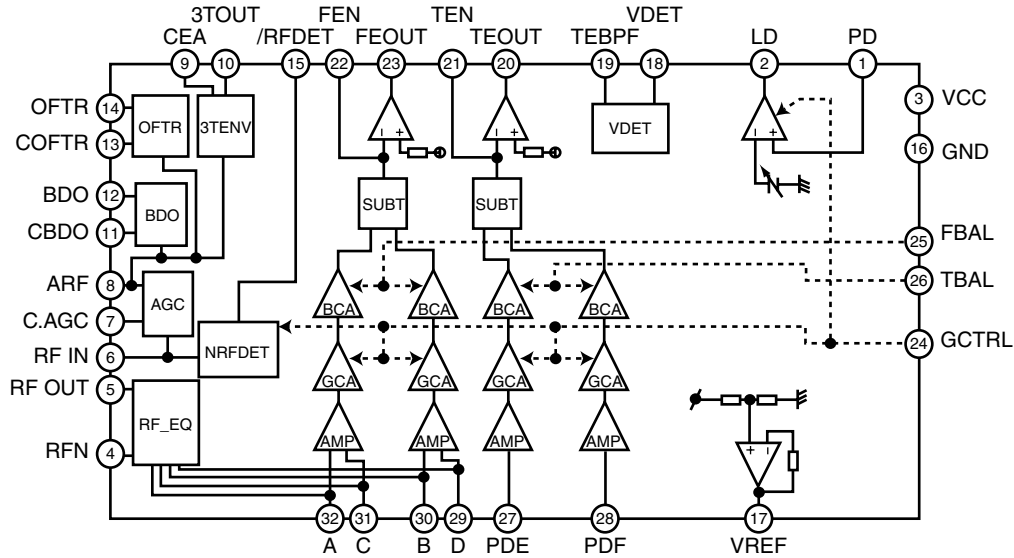 3TOUT FEN TEN VDET
CEA /RFDET FEOUT TEOUT TEBPF LD PD
9 10 15 22 23 21 20 19 18 2 1
OFTR 14 OFTR 3TENV − + − + VDET − + 3 VCC
COFTR 13 16 GND
BDO 12 BDO SUBT SUBT
CBDO 11 25 FBAL
ARF 8 AGC BCA BCA BCA BCA 26 TBAL
C.AGC 7
RF IN 6 NRFDET GCA GCA GCA GCA 24 GCTRL
RF OUT 5 RF_EQ
RFN 4 AMP AMP AMP AMP + −
32 31 30 29 27 28 17
A C B D PDE PDF VREF